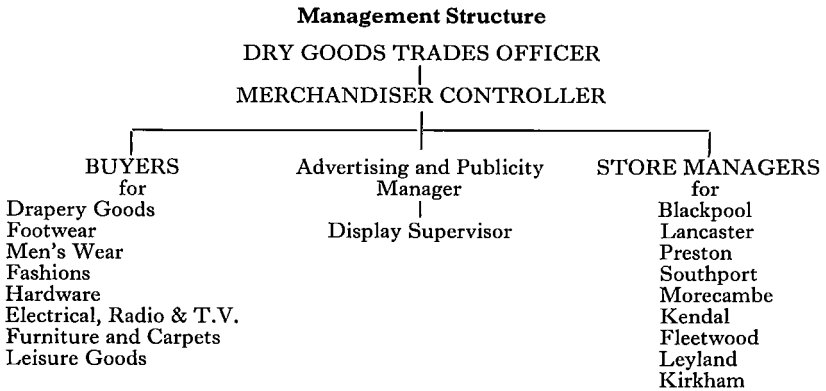 Management Structure
DRY GOODS TRADES OFFICER
MERCHANDISER CONTROLLER
BUYERS
for
Drapery Goods
Footwear
Men's Wear
Fashions
Hardware
Electrical, Radio & T.V.
Furniture and Carpets
Leisure Goods
Advertising and Publicity
Manager
Display Supervisor
STORE MANAGERS
for
Blackpool
Lancaster
Preston
Southport
Morecambe
Kendal
Fleetwood
Leyland
Kirkham